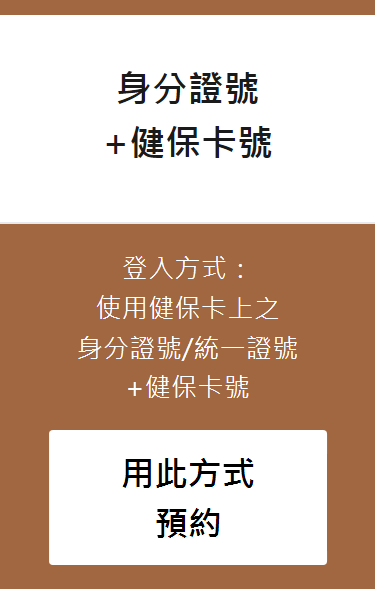 身分證號
+健保卡號
登入方式：
使用健保卡上之
身分證號/統一證號
+健保卡號
用此方式
預約